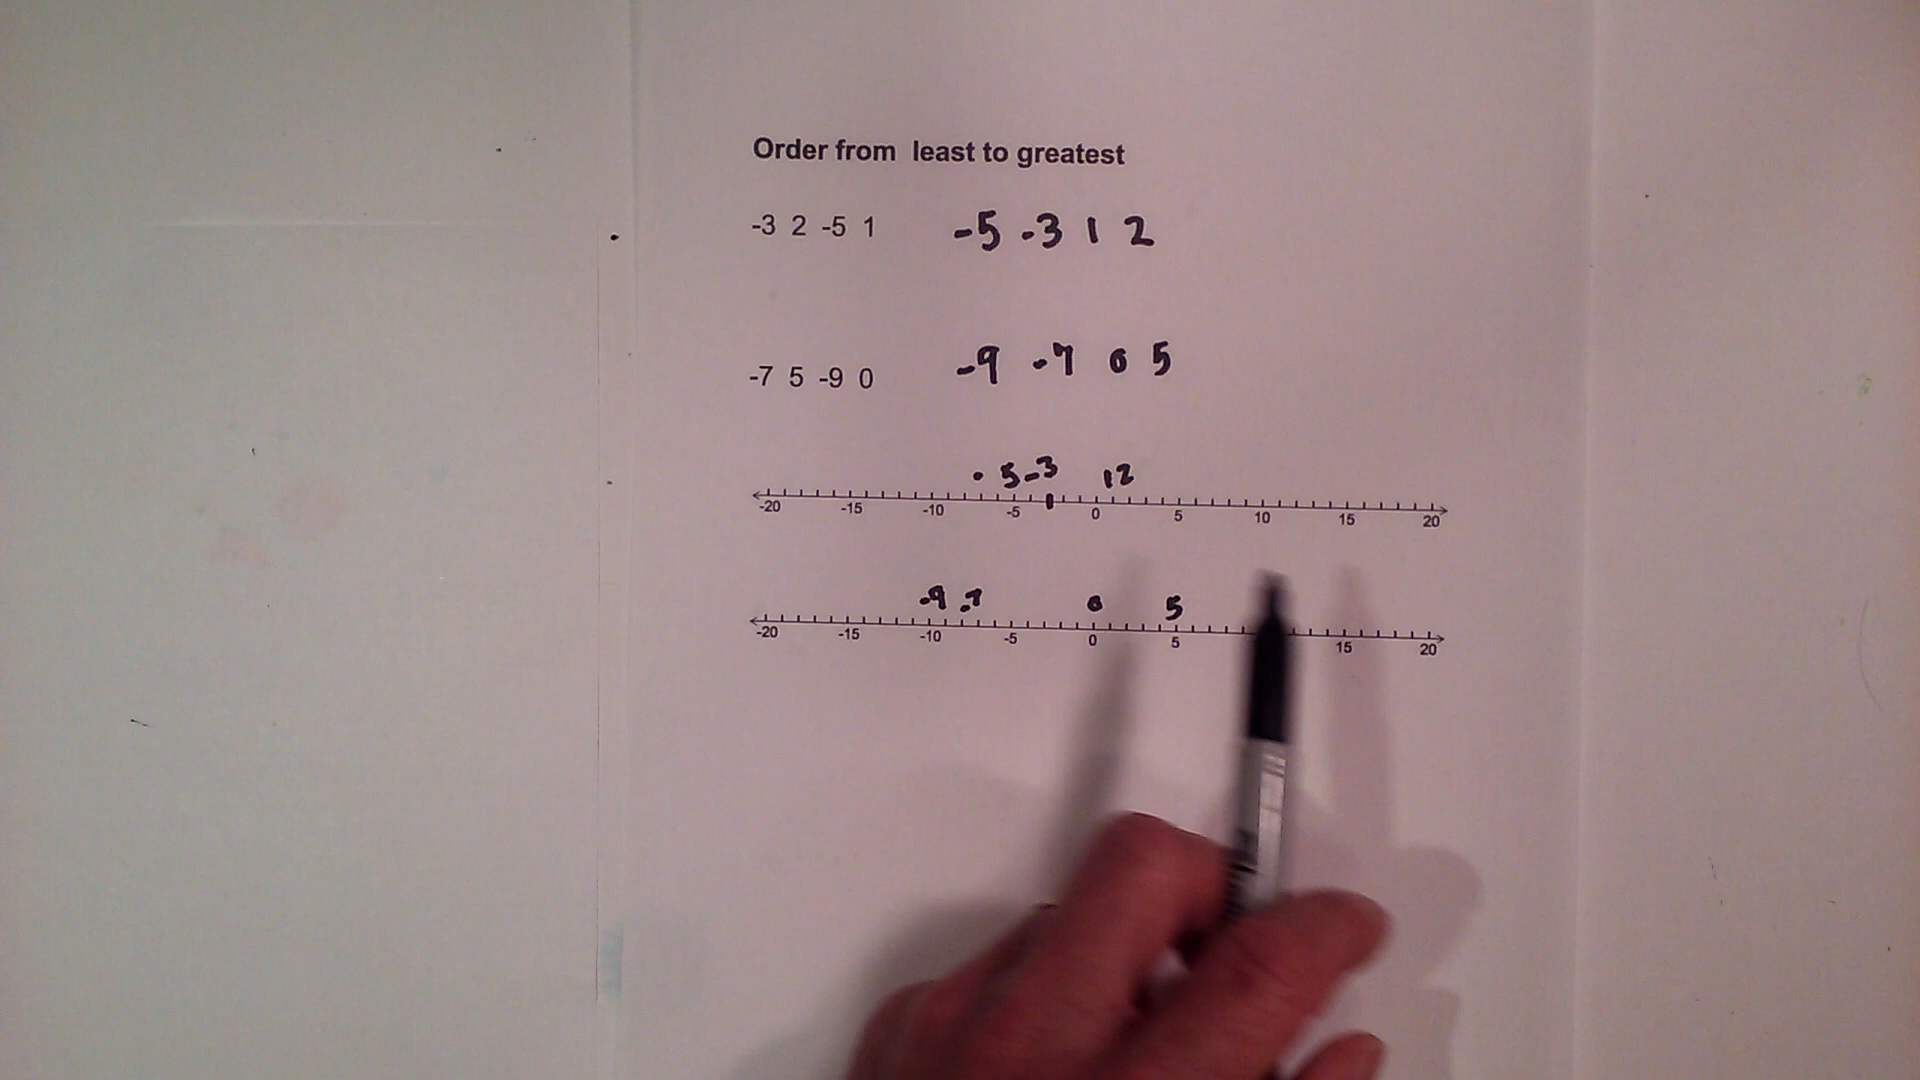 Order from least to greatest
-3 2 -5 1 -5 -3 1 2
-7 5 -9 0 -9 -7 0 5
-5 -3 1 2
-20 -15 -10 -5 0 5 10 15 20
-9 -7 0 5
-20 -15 -10 -5 0 5 15 20